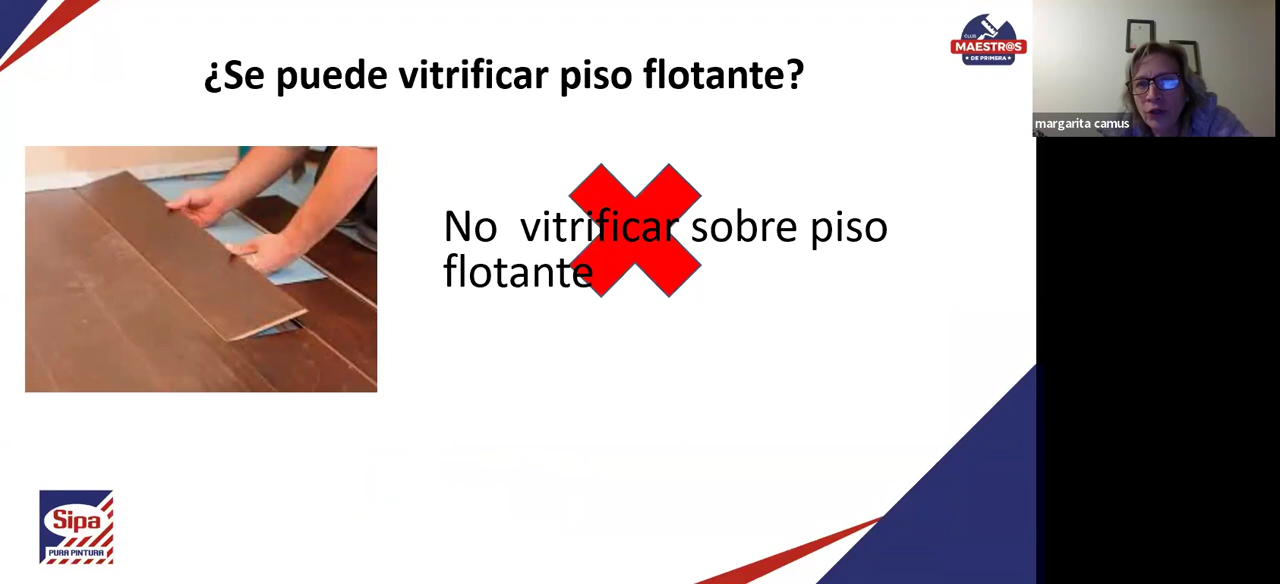 ¿Se puede vitrificar piso flotante?
CLUB
MAESTR@S
DE PRIMERA
margarita camus
No vitrificar sobre piso
flotante
Sipa
PURA PINTURA